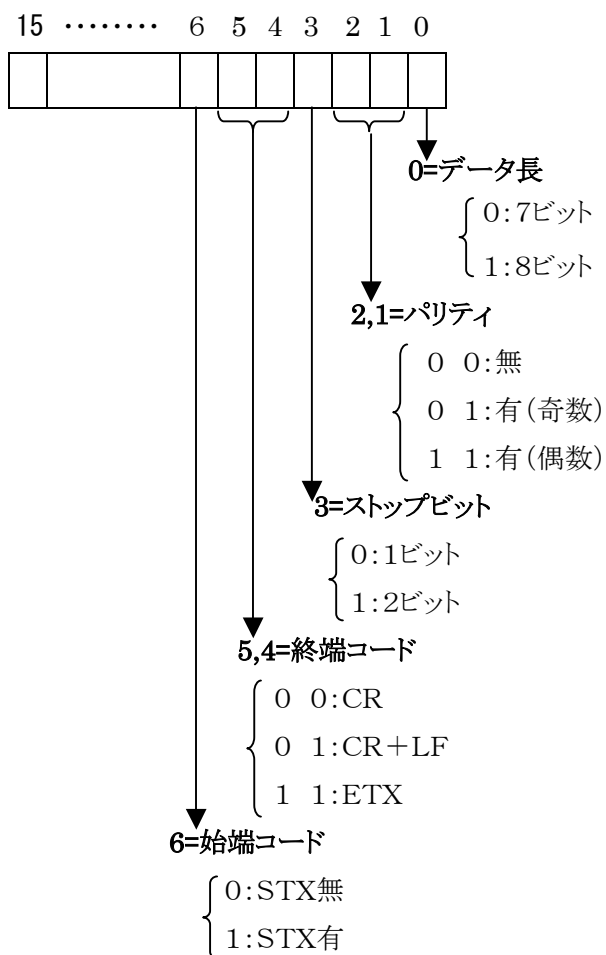 15 ········ 6 5 4 3 2 1 0
0=データ長
0:7ビット
1:8ビット
2,1=パリティ
0 0:無
0 1:有(奇数)
1 1:有(偶数)
3=ストップビット
0:1ビット
1:2ビット
5,4=終端コード
0 0:CR
0 1:CR+LF
1 1:ETX
6=始端コード
0:STX無
1:STX有